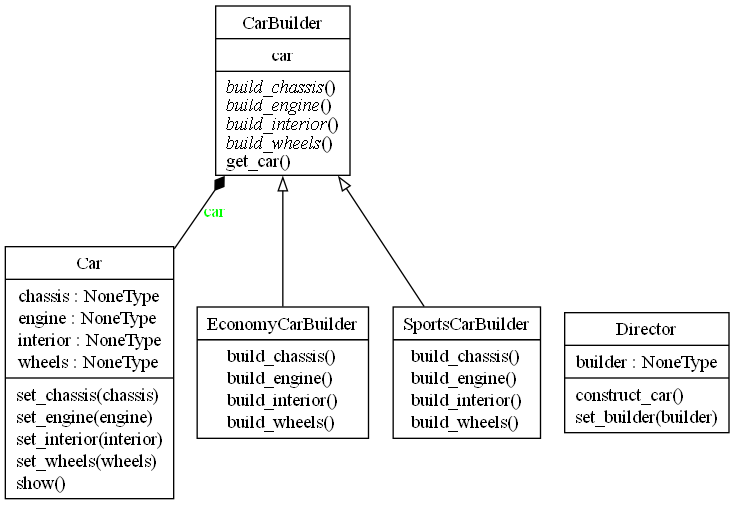 CarBuilder
car
build_chassis()
build_engine()
build_interior()
build_wheels()
get_car()
car
Car
chassis : NoneType
engine : NoneType
interior : NoneType
wheels : NoneType
set_chassis(chassis)
set_engine(engine)
set_interior(interior)
set_wheels(wheels)
show()
EconomyCarBuilder
build_chassis()
build_engine()
build_interior()
build_wheels()
SportsCarBuilder
build_chassis()
build_engine()
build_interior()
build_wheels()
Director
builder : NoneType
construct_car()
set_builder(builder)